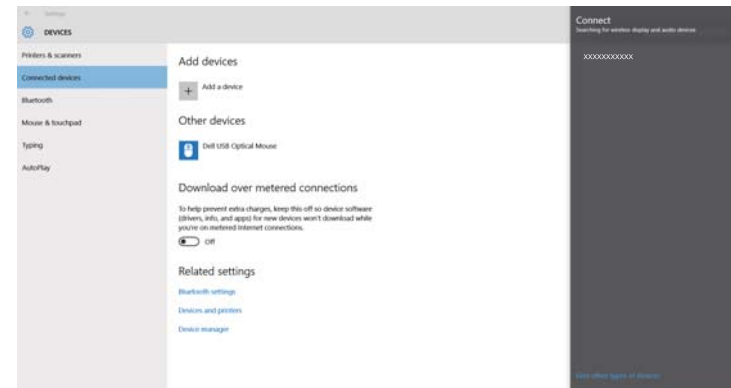 Settings
DEVICES
Printers & scanners
Connected devices
Bluetooth
Mouse & touchpad
Typing
AutoPlay
Add devices
Add a device
Other devices
Dell USB Optical Mouse
Download over metered connections
To help prevent extra charges, keep this off so device software
(drivers, info, and apps) for new devices won't download while
you're on metered Internet connections.
Off
Related settings
Bluetooth settings
Devices and printers
Device manager
Connect
Searching for wireless display and audio devices
xxxxxxxxxxx
Find other types of devices